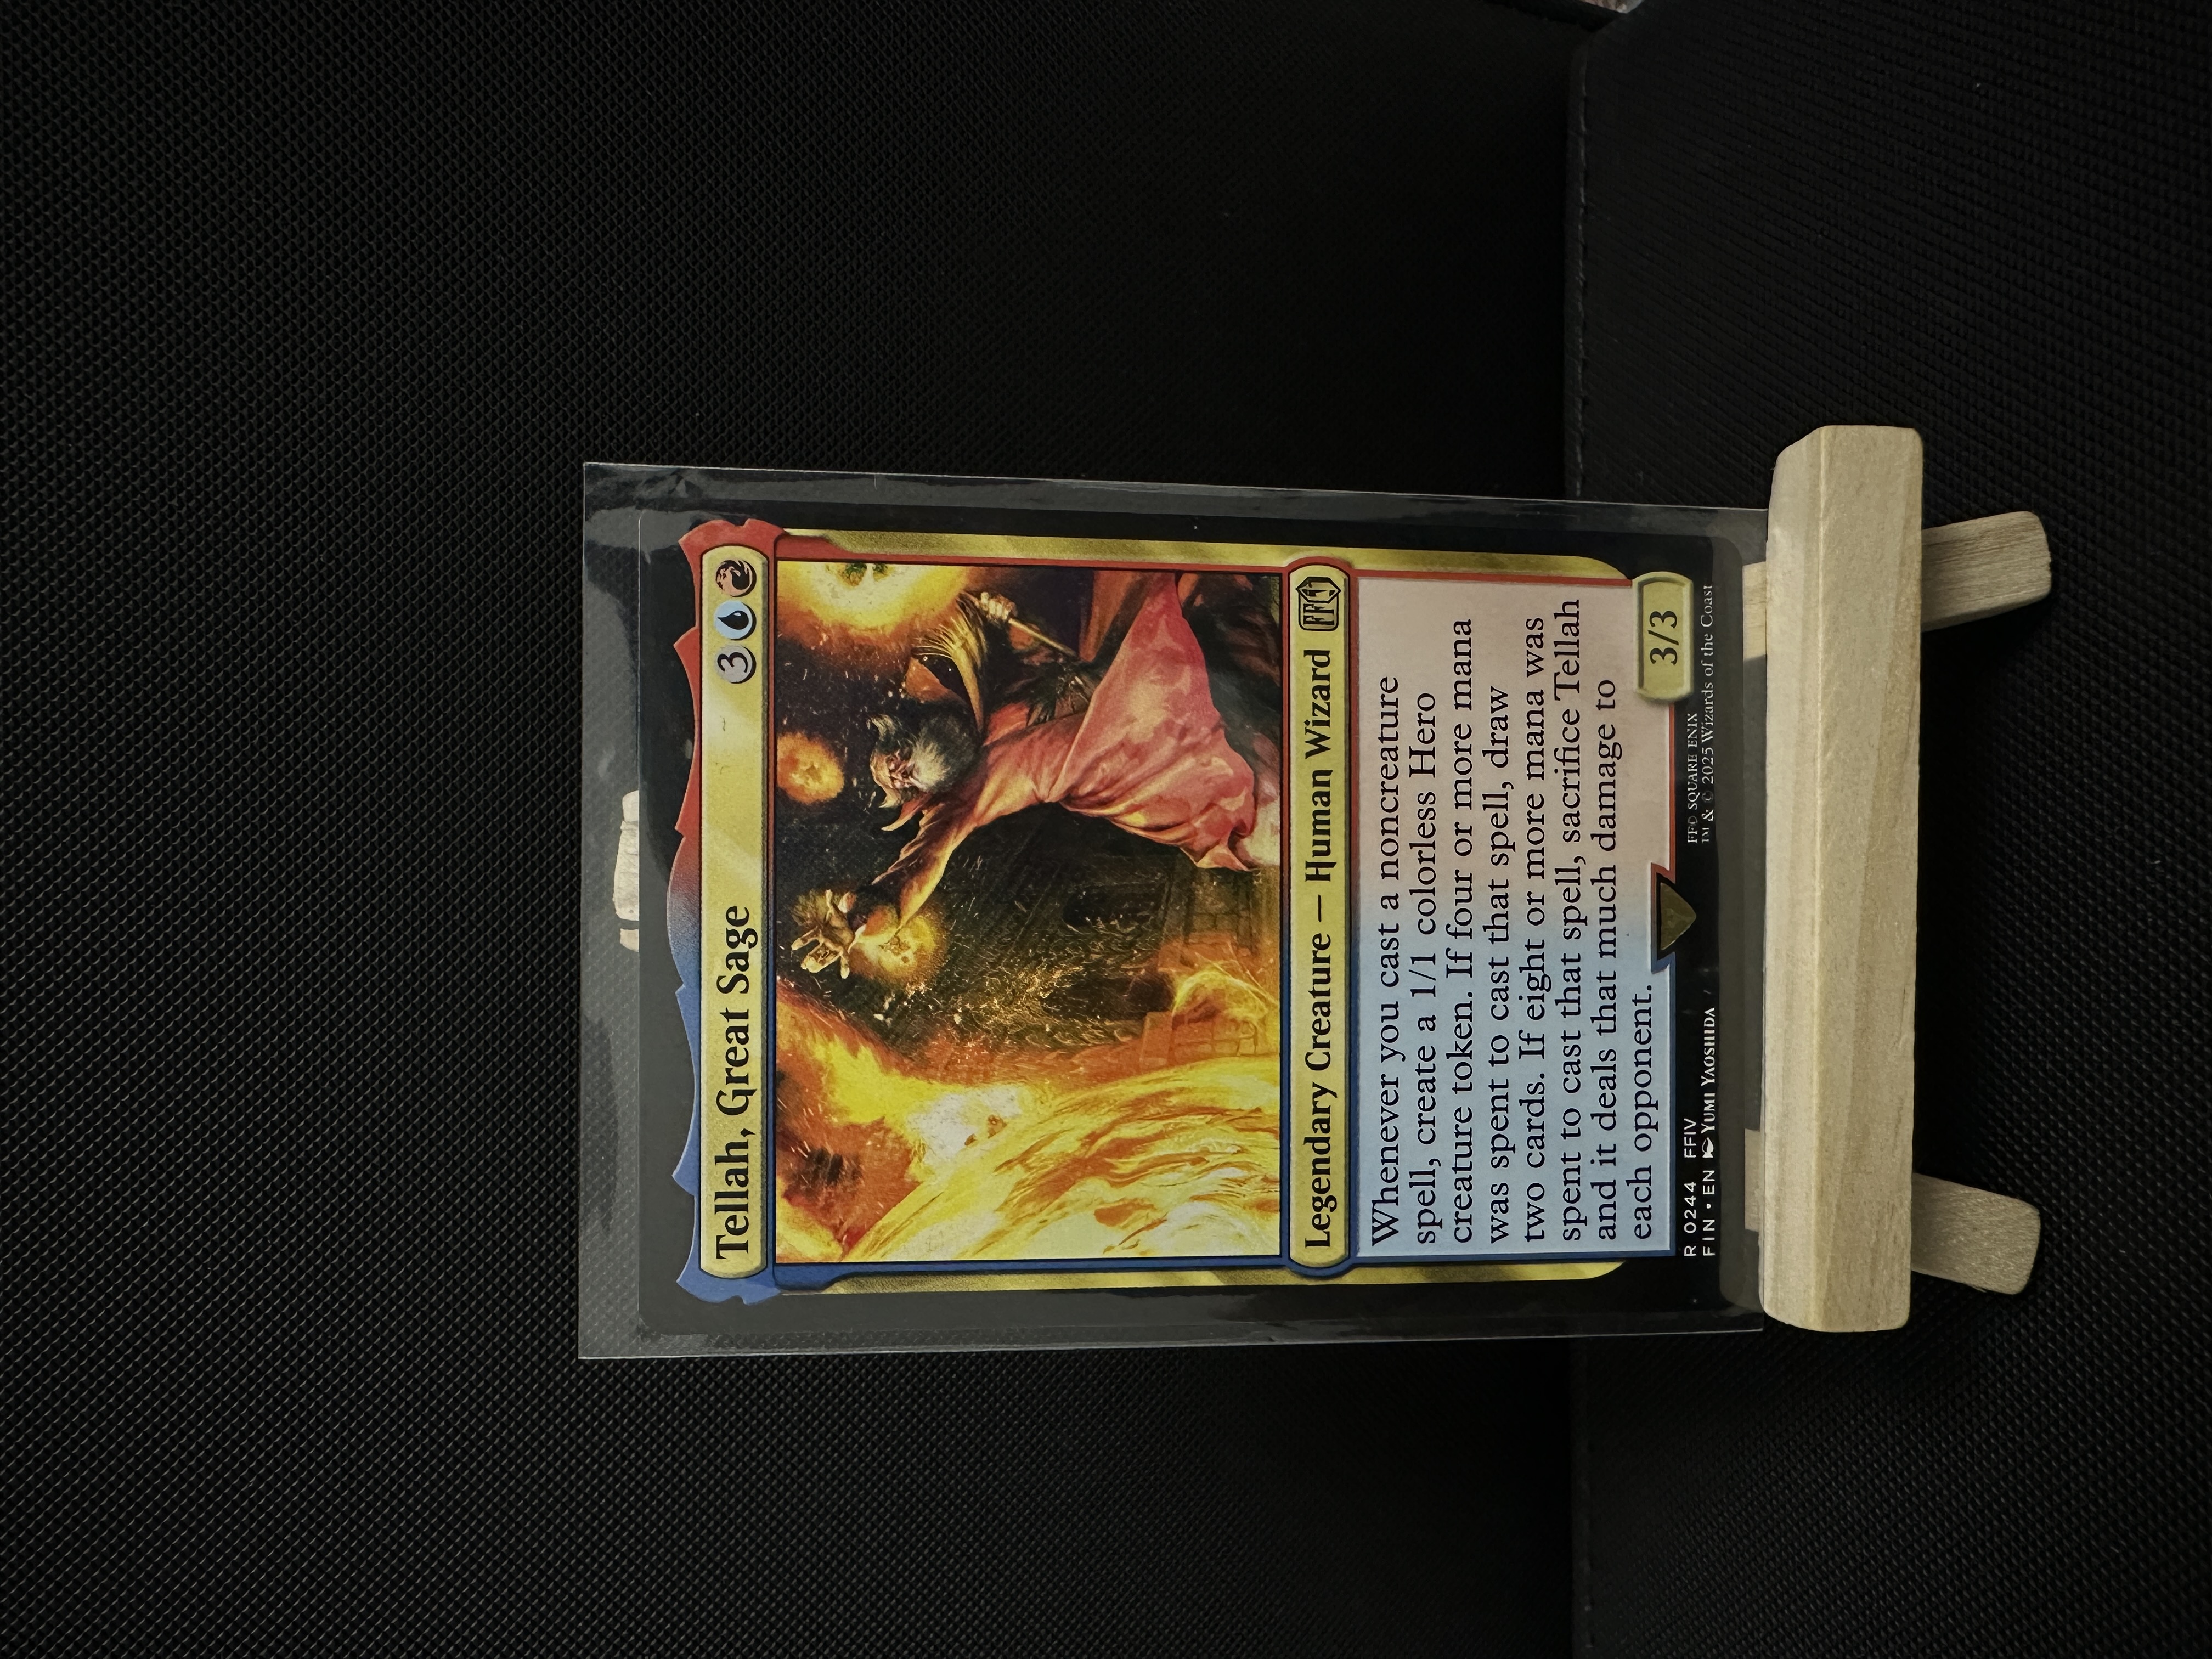 Tellah, Great Sage 3
Legendary Creature — Human Wizard FF
Whenever you cast a noncreature
spell, create a 1/1 colorless Hero
creature token. If four or more mana
was spent to cast that spell, draw
two cards. If eight or more mana was
spent to cast that spell, sacrifice Tellah
and it deals that much damage to
each opponent.
3/3
R 0244 FFIV
FIN • EN YUMI YAOSHIDA
FF© SQUARE ENIX
™ & © 2025 Wizards of the Coast